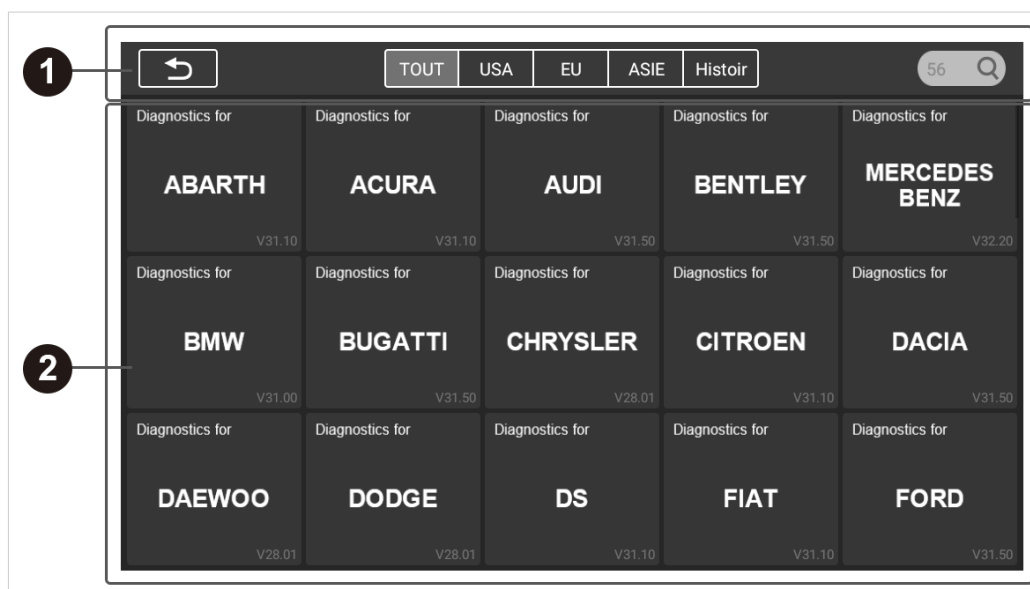 1
TOUT USA EU ASIE Histoir 56
Diagnostics for Diagnostics for Diagnostics for Diagnostics for Diagnostics for
ABARTH ACURA AUDI BENTLEY MERCEDES
BENZ
V31.10 V31.10 V31.50 V31.50 V32.20
Diagnostics for Diagnostics for Diagnostics for Diagnostics for Diagnostics for
BMW BUGATTI CHRYSLER CITROEN DACIA
2
V31.00 V31.50 V28.01 V31.10 V31.50
Diagnostics for Diagnostics for Diagnostics for Diagnostics for Diagnostics for
DAEWOO DODGE DS FIAT FORD
V28.01 V28.01 V31.10 V31.10 V31.50